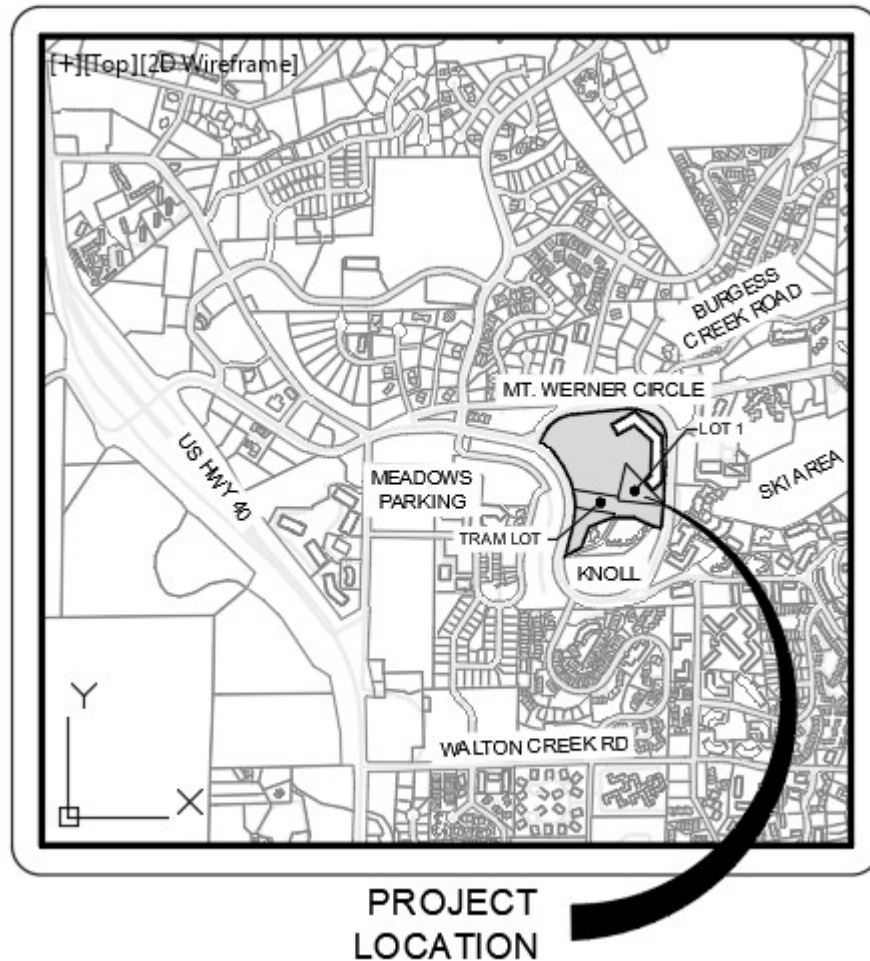 [+][Top][2D Wireframe]
BURGESS
CREEK ROAD
MT. WERNER CIRCLE
LOT 1
US HWY 40
MEADOWS
PARKING
SKI AREA
TRAM LOT
KNOLL
Y
WALTON CREEK RD
X
PROJECT
LOCATION